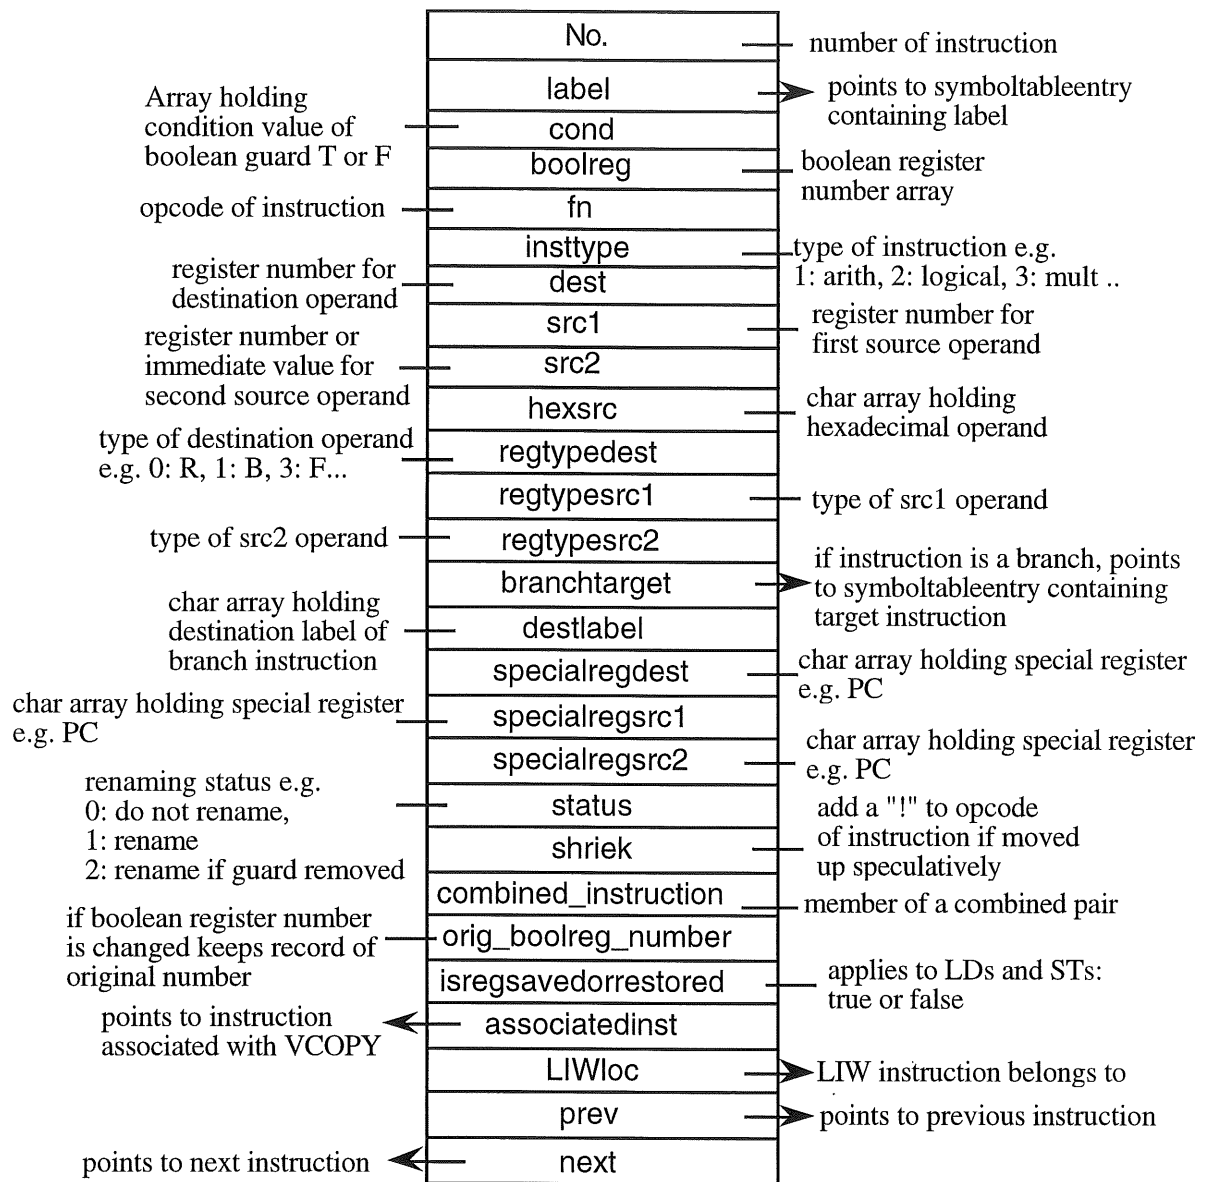 No.
number of instruction
label
points to symboltableentry
containing label
Array holding
condition value of
boolean guard T or F
cond
boolreg
boolean register
number array
opcode of instruction
fn
insttype
type of instruction e.g.
1: arith, 2: logical, 3: mult ..
register number for
destination operand
dest
src1
register number for
first source operand
register number or
immediate value for
second source operand
src2
hexsrc
char array holding
hexadecimal operand
type of destination operand
e.g. 0: R, 1: B, 3: F...
regtypedest
regtypesrc1
type of src1 operand
type of src2 operand
regtypesrc2
branchtarget
if instruction is a branch, points
to symboltableentry containing
target instruction
char array holding
destination label of
branch instruction
destlabel
specialregdest
char array holding special register
e.g. PC
char array holding special register
e.g. PC
specialregsrc1
specialregsrc2
char array holding special register
e.g. PC
renaming status e.g.
0: do not rename,
1: rename
2: rename if guard removed
status
shriek
add a "!" to opcode
of instruction if moved
up speculatively
combined_instruction
member of a combined pair
if boolean register number
is changed keeps record of
original number
orig_boolreg_number
isregsavedorrestored
applies to LDs and STs:
true or false
points to instruction
associated with VCOPY
associatedinst
LIWloc
LIW instruction belongs to
prev
points to previous instruction
points to next instruction
next